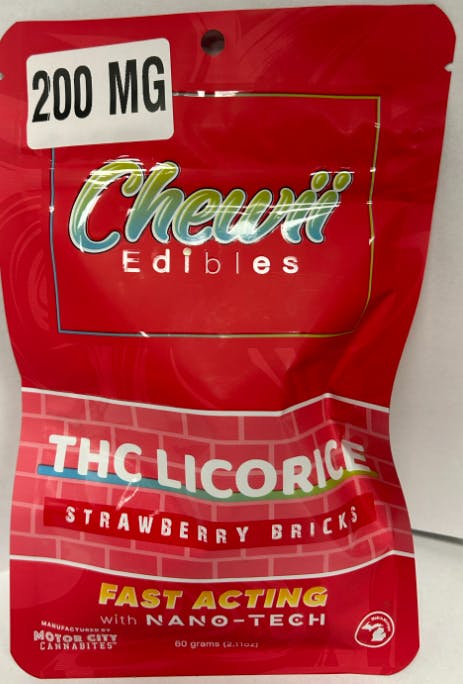 200 MG
Chewii
Edibles
THC LICORICE
STRAWBERRY BRICKS
FAST ACTING
with NANO-TECH
MANUFACTURED BY
MOTOR CITY
CANNABITES™
60 grams (2.11oz)